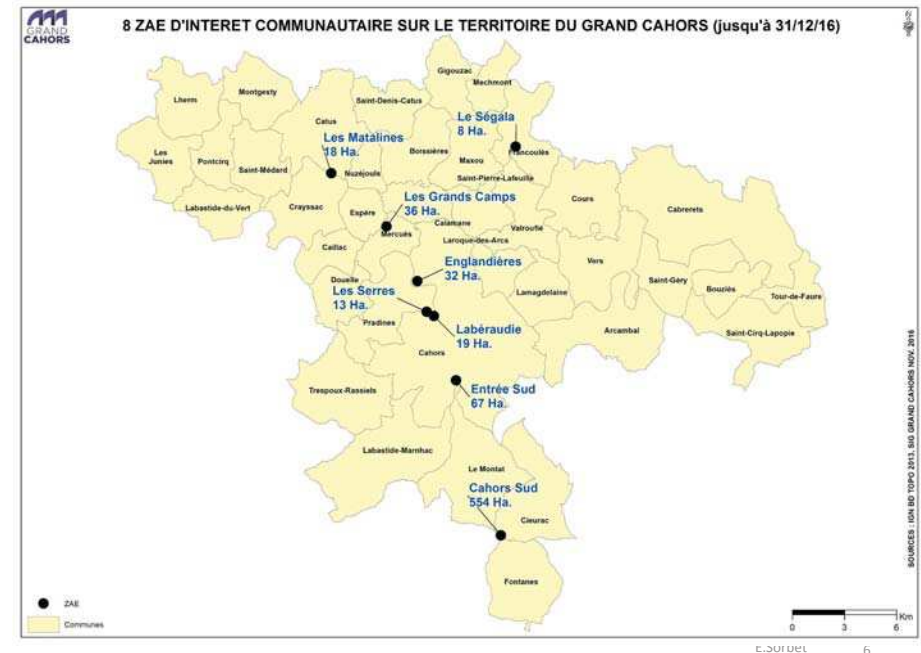 GRAND
CAHORS
8 ZAE D'INTERET COMMUNAUTAIRE SUR LE TERRITOIRE DU GRAND CAHORS (jusqu'à 31/12/16)
Gigouzac
Mechmont
Montgesty
Lherm
Saint-Denis-Catus
Catus
Le Ségala
8 Ha.
Les Matalines
18 Ha.
Boissières
Francoulès
Les
Junies
Pontcirq
Maxou
Saint-Médard
Nuzéjouls
Saint-Pierre-Lafeuille
Les Grands Camps
36 Ha.
Cours
Labastide-du-Vert
Crayssac
Espère
Cabrerets
Calamane
Valroufié
Mercuès
Laroque-des-Arcs
Caillac
Englandières
32 Ha.
Vers
Douelle
Saint-Géry
Les Serres
13 Ha.
Lamagdelaine
Bouziès
Tour-de-Faure
Pradines
Labéraudie
19 Ha.
Arcambal
Saint-Cirq-Lapopie
Cahors
Entrée Sud
67 Ha.
Trespoux-Rassiels
Labastide-Marnhac
Le Montat
Cahors Sud
554 Ha.
Cieurac
Fontanes
ZAE
Communes
SOURCES : IGN BD TOPO 2013, SIG GRAND CAHORS NOV. 2016
Km
0 3 6
E.Sorbet 6